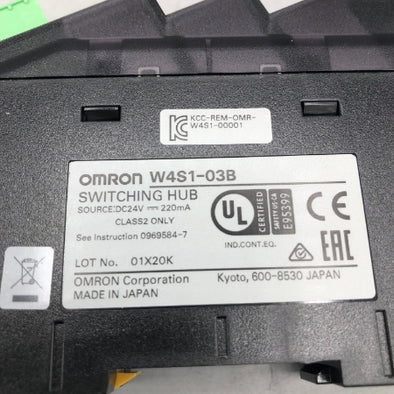 KCC-REM-OMR-
W4S1-00001
OMRON W4S1-03B
SWITCHING HUB
SOURCE:DC24V ⎓ 220mA
CLASS2 ONLY
See Instruction 0969584-7
LOT No. 01X20K
OMRON Corporation
MADE IN JAPAN
Kyoto, 600-8530 JAPAN
UL
CERTIFIED
SAFETY US-CA
E95399
IND.CONT.EQ.
CE
EAC